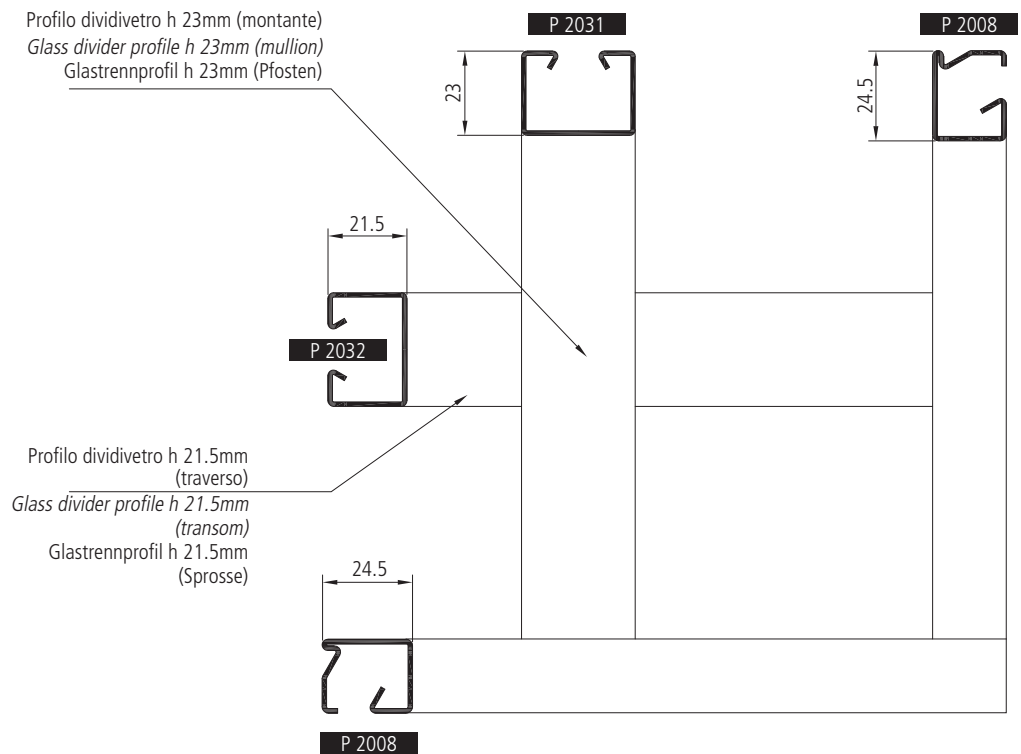 Profilo dividivetro h 23mm (montante)
Glass divider profile h 23mm (mullion)
Glastrennprofil h 23mm (Pfosten)
P 2031
P 2008
23
24.5
21.5
P 2032
Profilo dividivetro h 21.5mm
(traverso)
Glass divider profile h 21.5mm
(transom)
Glastrennprofil h 21.5mm
(Sprosse)
24.5
P 2008